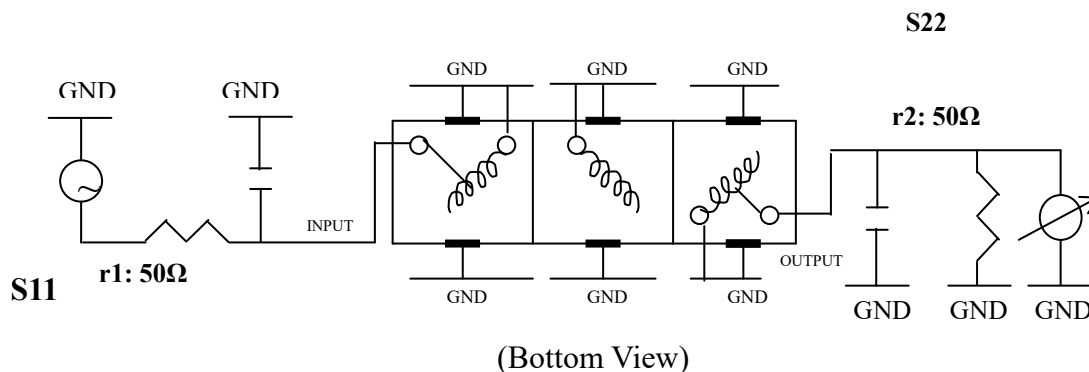 S22
GND
GND
GND
GND
GND
r2: 50Ω
INPUT
r1: 50Ω
S11
OUTPUT
GND
GND
GND
GND
GND
GND
(Bottom View)